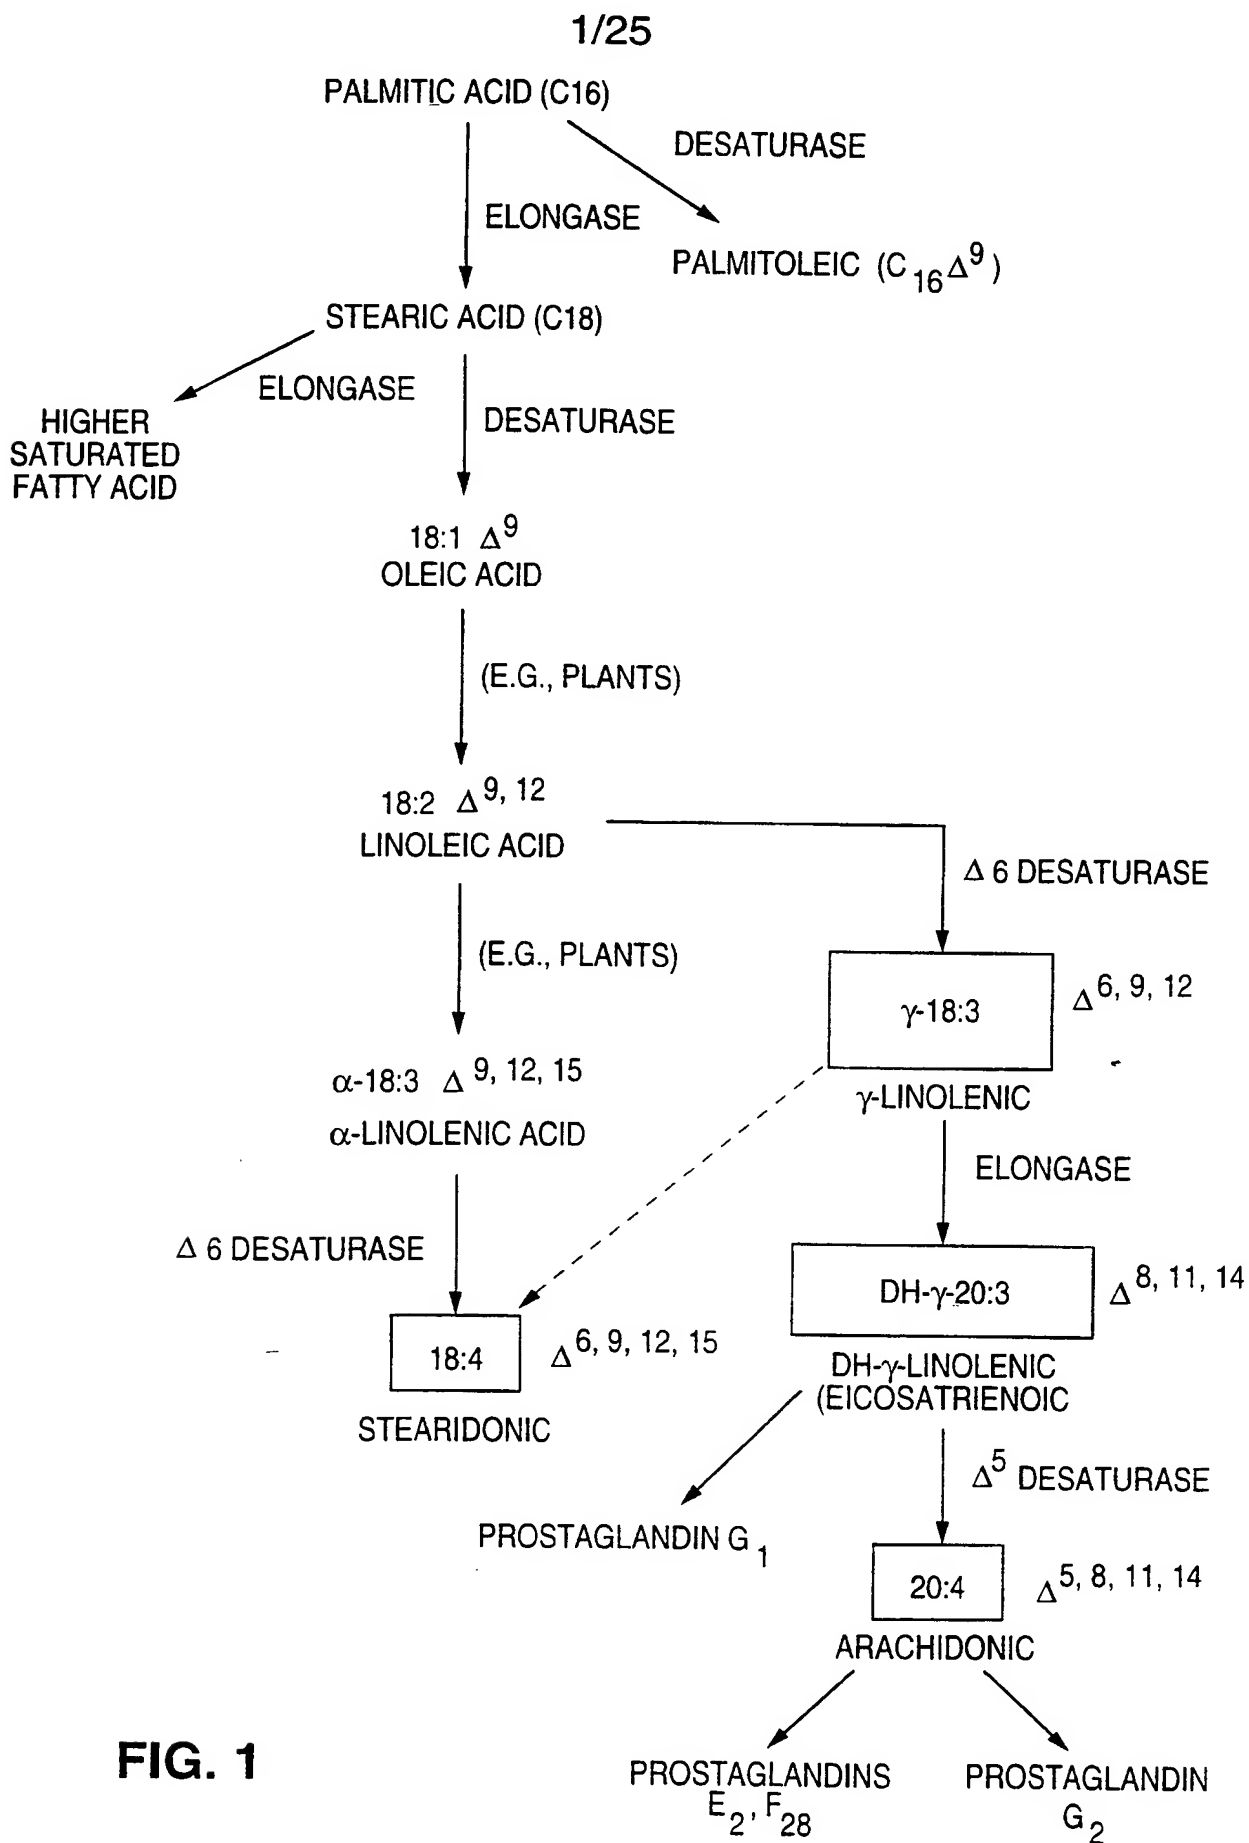 1/25
PALMITIC ACID (C16)
DESATURASE
ELONGASE
PALMITOLEIC (C16Δ9)
STEARIC ACID (C18)
ELONGASE
DESATURASE
HIGHER
SATURATED
FATTY ACID
18:1 Δ9
OLEIC ACID
(E.G., PLANTS)
18:2 Δ9, 12
LINOLEIC ACID
Δ 6 DESATURASE
(E.G., PLANTS)
γ-18:3 Δ6, 9, 12
α-18:3 Δ9, 12, 15
γ-LINOLENIC
α-LINOLENIC ACID
ELONGASE
Δ 6 DESATURASE
DH-γ-20:3 Δ8, 11, 14
18:4 Δ6, 9, 12, 15
DH-γ-LINOLENIC
(EICOSATRIENOIC
STEARIDONIC
Δ5 DESATURASE
PROSTAGLANDIN G1
20:4 Δ5, 8, 11, 14
ARACHIDONIC
FIG. 1
PROSTAGLANDINS
E2, F28
PROSTAGLANDIN
G2